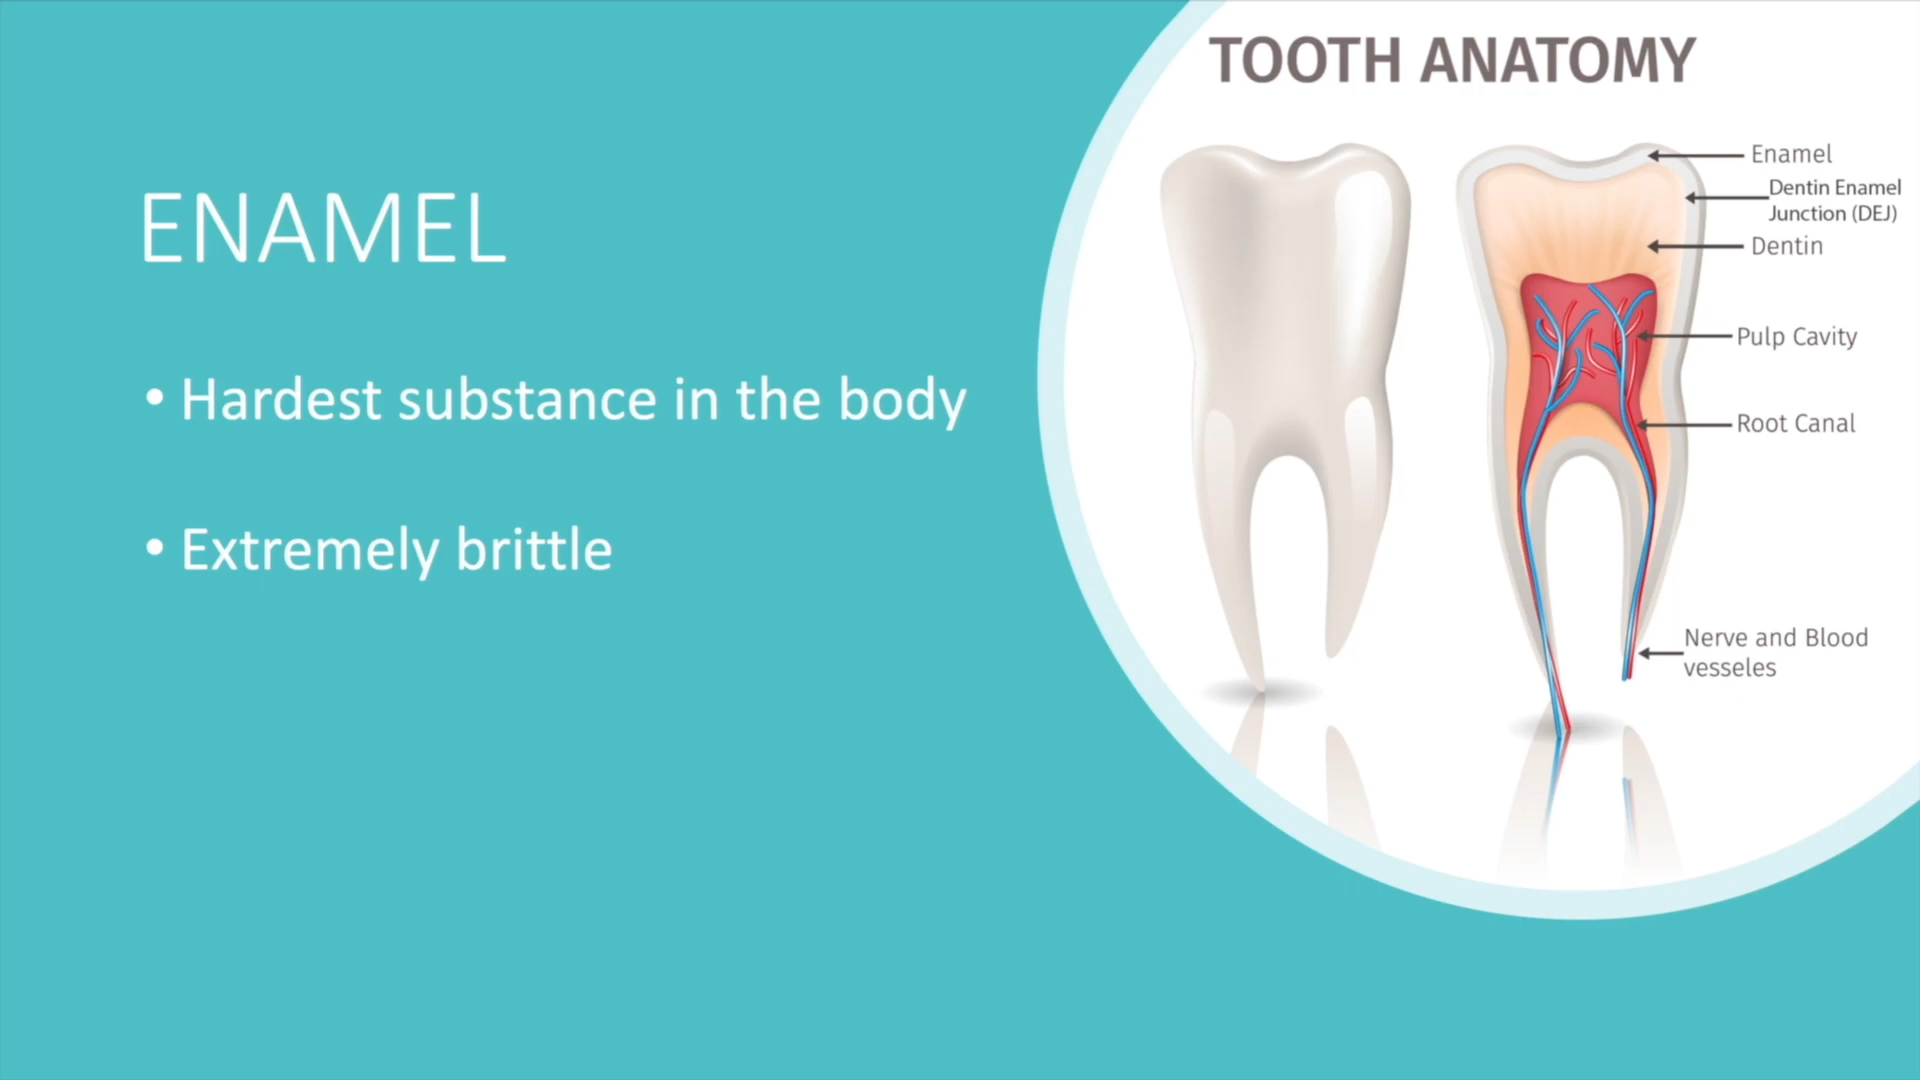 ENAMEL
• Hardest substance in the body
• Extremely brittle
TOOTH ANATOMY
Enamel
Dentin Enamel
Junction (DEJ)
Dentin
Pulp Cavity
Root Canal
Nerve and Blood
vesseles